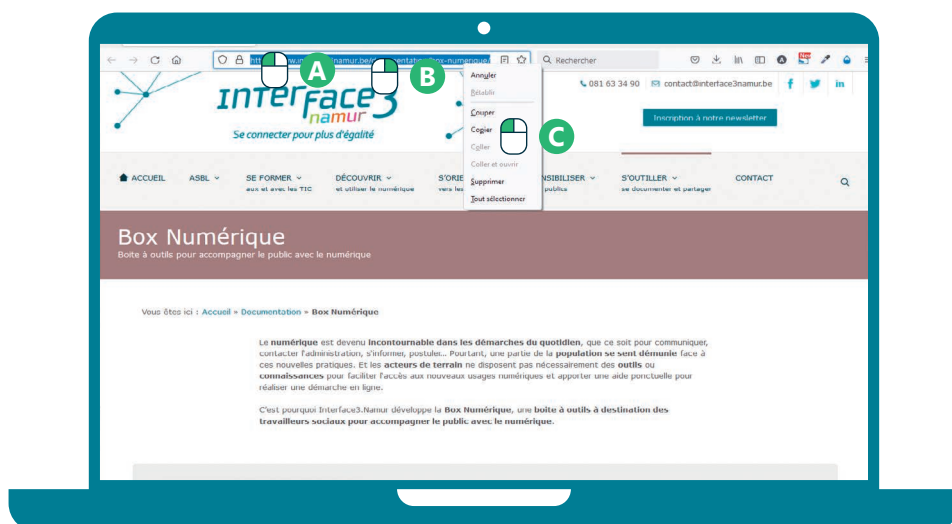 A
B
Rechercher
New
Annuler
Rétablir
Couper
Copier
Coller
Coller et ouvrir
Supprimer
Tout sélectionner
C
INTerFace3
namur
Se connecter pour plus d'égalité
081 63 34 90
contact@interface3namur.be
f
in
Inscription à notre newsletter
ACCUEIL
ASBL
SE FORMER
aux et avec les TIC
DÉCOUVRIR
et utiliser le numérique
S'ORIE
vers les
NSIBILISER
publics
S'OUTILLER
se documenter et partager
CONTACT
Box Numérique
Boite à outils pour accompagner le public avec le numérique
Vous êtes ici : Accueil » Documentation » Box Numérique
Le numérique est devenu incontournable dans les démarches du quotidien, que ce soit pour communiquer,
contacter l'administration, s'informer, postuler... Pourtant, une partie de la population se sent démunie face à
ces nouvelles pratiques. Et les acteurs de terrain ne disposent pas nécessairement des outils ou
connaissances pour faciliter l'accès aux nouveaux usages numériques et apporter une aide ponctuelle pour
réaliser une démarche en ligne.
C'est pourquoi Interface3.Namur développe la Box Numérique, une boite à outils à destination des
travailleurs sociaux pour accompagner le public avec le numérique.